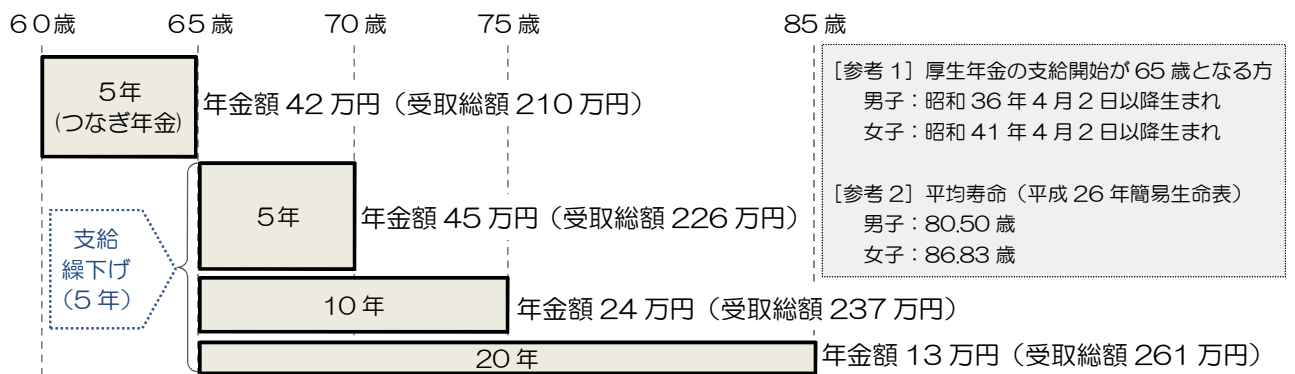 60歳 65歳 70歳 75歳 85歳
5年
(つなぎ年金)
年金額 42 万円（受取総額 210 万円）
5年
年金額 45 万円（受取総額 226 万円）
支給
繰下げ
（5 年）
10 年
年金額 24 万円（受取総額 237 万円）
20 年
年金額 13 万円（受取総額 261 万円）
［参考 1］厚生年金の支給開始が 65 歳となる方
男子：昭和 36 年 4 月 2 日以降生まれ
女子：昭和 41 年 4 月 2 日以降生まれ
［参考 2］平均寿命（平成 26 年簡易生命表）
男子：80.50 歳
女子：86.83 歳